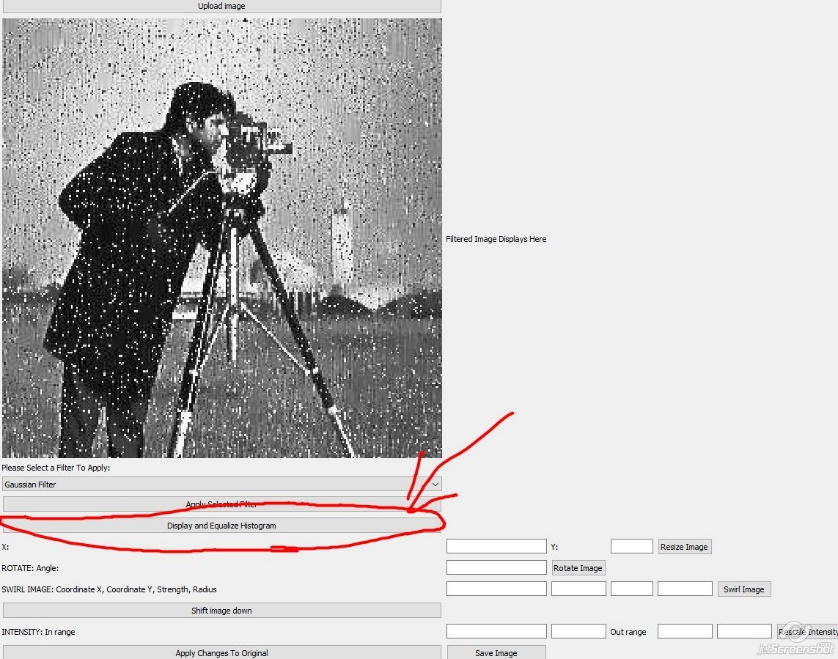 Upload image
Filtered Image Displays Here
Please Select a Filter To Apply:
Gaussian Filter
Apply Selected Filter
Display and Equalize Histogram
X: Y: Resize Image
ROTATE: Angle: Rotate Image
SWIRL IMAGE: Coordinate X, Coordinate Y, Strength, Radius Swirl Image
Shift image down
INTENSITY: In range Out range Rescale Intensity
Apply Changes To Original Save Image
jetScreenshot